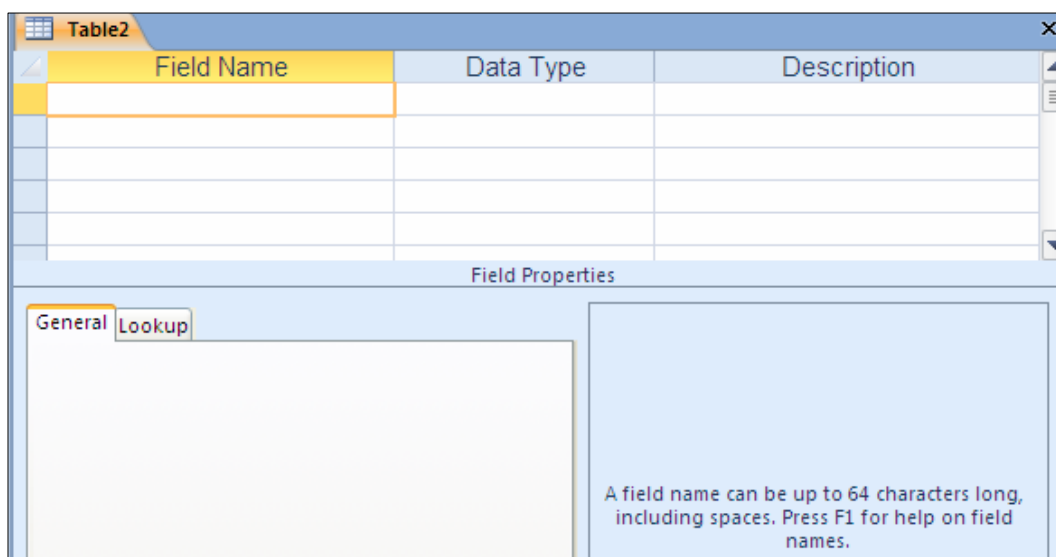 Table2
Field Name Data Type Description
Field Properties
General Lookup
A field name can be up to 64 characters long,
including spaces. Press F1 for help on field
names.